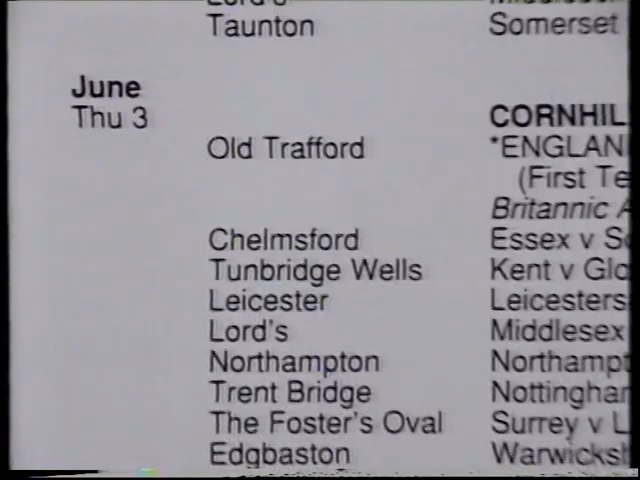 Taunton Somerset
June
Thu 3 CORNHIL
Old Trafford *ENGLAN
(First Te
Britannic A
Chelmsford Essex v S
Tunbridge Wells Kent v Glo
Leicester Leicesters
Lord's Middlesex
Northampton Northampt
Trent Bridge Nottinghan
The Foster's Oval Surrey v L
Edgbaston Warwicksh